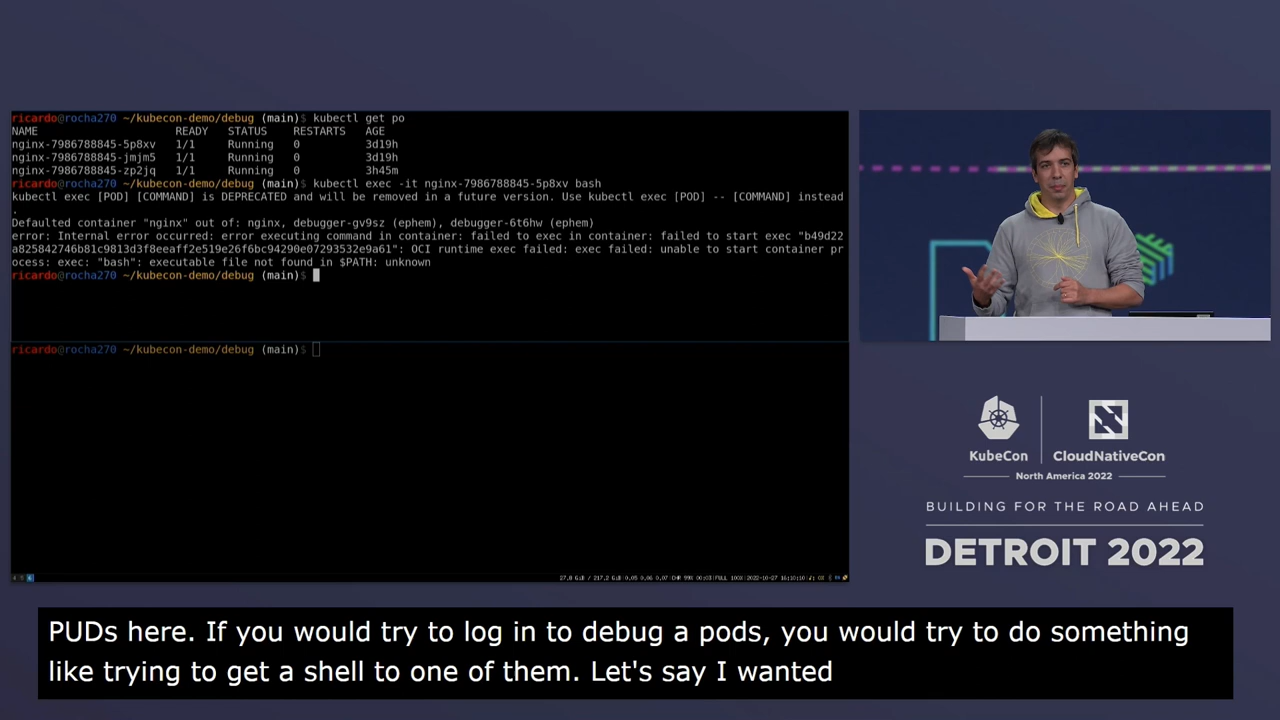 ricardo@rocha270 ~/kubecon-demo/debug (main)$ kubectl get po
NAME READY STATUS RESTARTS AGE
nginx-7986788845-5p8xv 1/1 Running 0 3d19h
nginx-7986788845-jmjm5 1/1 Running 0 3d19h
nginx-7986788845-zp2jq 1/1 Running 0 3h45m
ricardo@rocha270 ~/kubecon-demo/debug (main)$ kubectl exec -it nginx-7986788845-5p8xv bash
kubectl exec [POD] [COMMAND] is DEPRECATED and will be removed in a future version. Use kubectl exec [POD] -- [COMMAND] instead
.
Defaulted container "nginx" out of: nginx, debugger-gv9sz (ephem), debugger-6t6hw (ephem)
error: Internal error occurred: error executing command in container: failed to exec in container: failed to start exec "b49d22
a825842746b81c9813d3f8eeaff2e519e26f6bc94290e07293532e9a61": OCI runtime exec failed: exec failed: unable to start container pr
ocess: exec: "bash": executable file not found in $PATH: unknown
ricardo@rocha270 ~/kubecon-demo/debug (main)$
ricardo@rocha270 ~/kubecon-demo/debug (main)$
KubeCon CloudNativeCon
North America 2022
BUILDING FOR THE ROAD AHEAD
DETROIT 2022
PUDs here. If you would try to log in to debug a pods, you would try to do something
like trying to get a shell to one of them. Let's say I wanted